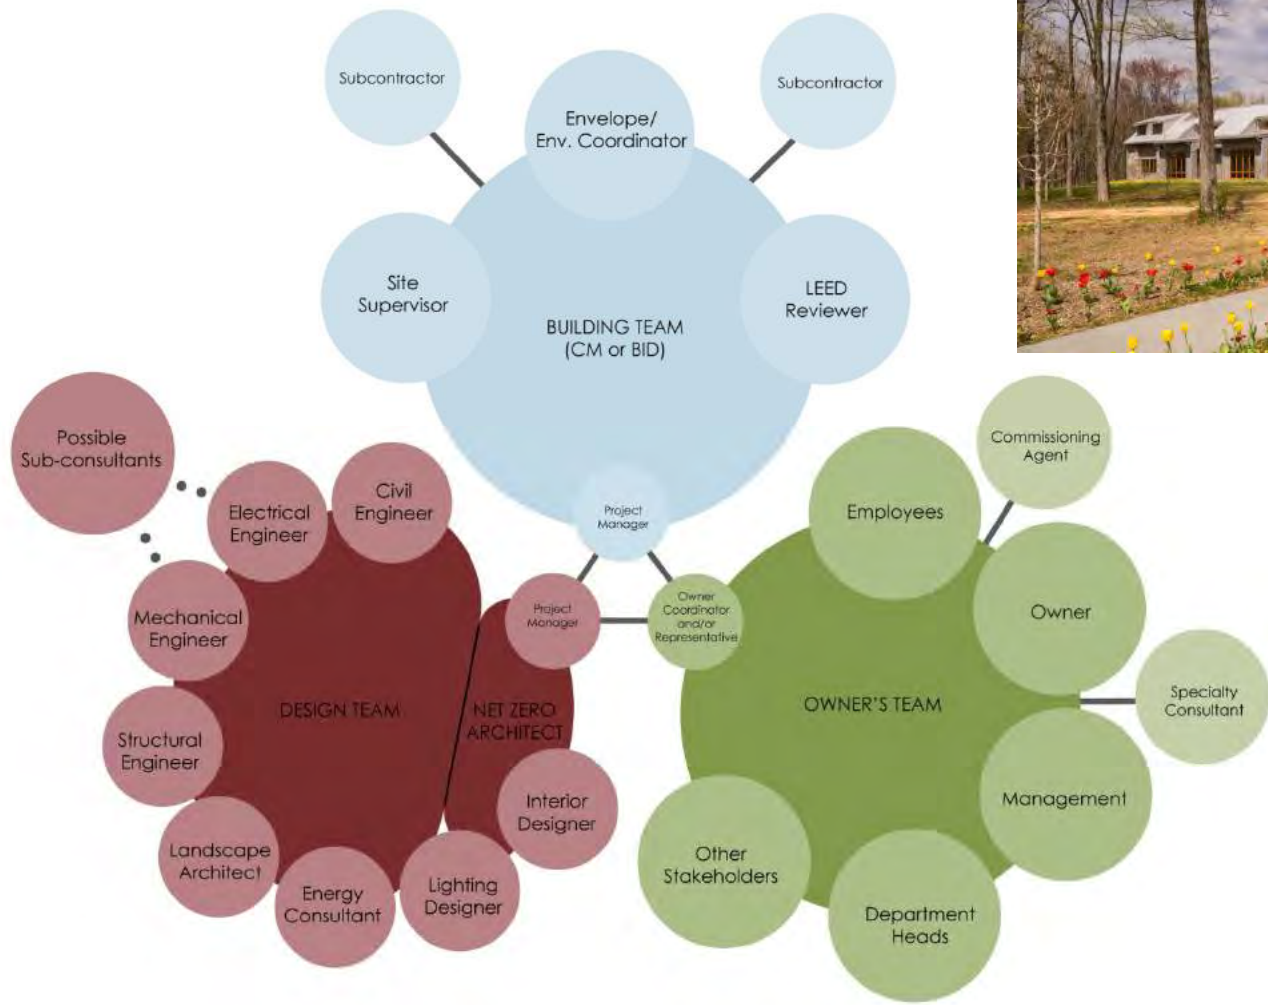 Subcontractor
Envelope/
Env. Coordinator
Subcontractor
Site
Supervisor
LEED
Reviewer
BUILDING TEAM
(CM or BID)
Project
Manager
Possible
Sub-consultants
Electrical
Engineer
Civil
Engineer
Mechanical
Engineer
Structural
Engineer
Landscape
Architect
Energy
Consultant
Lighting
Designer
Interior
Designer
DESIGN TEAM
NET ZERO
ARCHITECT
Project
Manager
Owner
Coordinator
and/or
Representative
Employees
Commissioning
Agent
Owner
Specialty
Consultant
OWNER'S TEAM
Management
Other
Stakeholders
Department
Heads